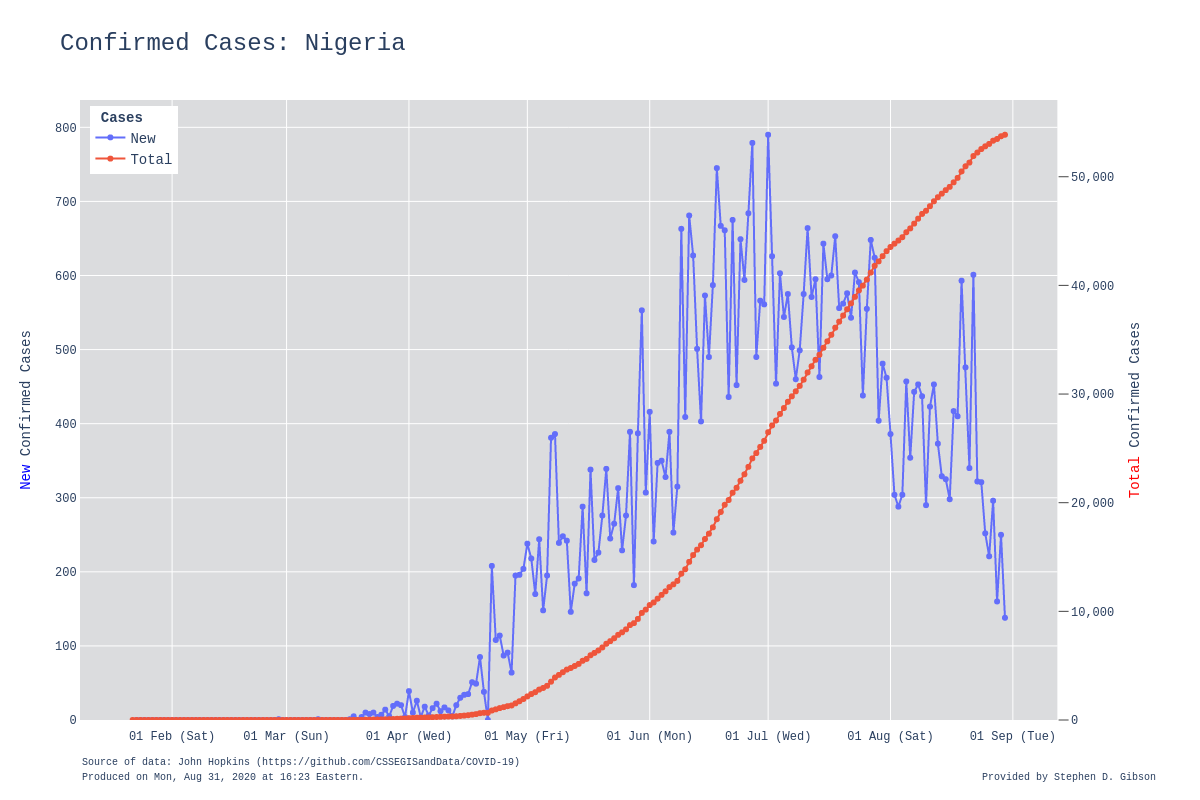 Confirmed Cases: Nigeria
Cases
New
Total
800
700
600
500
400
300
200
100
0
50,000
40,000
30,000
20,000
10,000
0
New Confirmed Cases
Total Confirmed Cases
01 Feb (Sat)
01 Mar (Sun)
01 Apr (Wed)
01 May (Fri)
01 Jun (Mon)
01 Jul (Wed)
01 Aug (Sat)
01 Sep (Tue)
Source of data: John Hopkins (https://github.com/CSSEGISandData/COVID-19)
Produced on Mon, Aug 31, 2020 at 16:23 Eastern.
Provided by Stephen D. Gibson